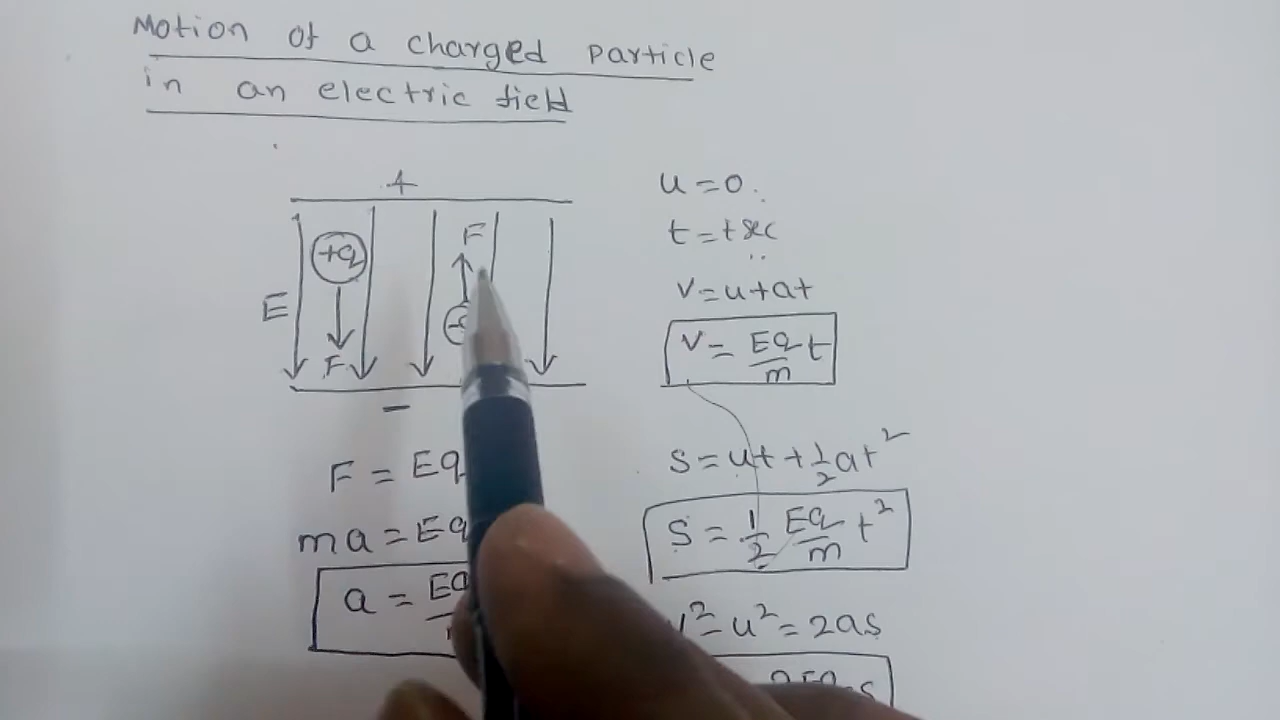 Motion of a charged particle
in an electric field
+
E
+q
F
F
-
F = Eq
ma = Eq
a =
u = 0
t = t sec
v = u + at
v = Eq/m t
S = ut + 1/2 at²
S = 1/2 Eq/m t²
v² - u² = 2as